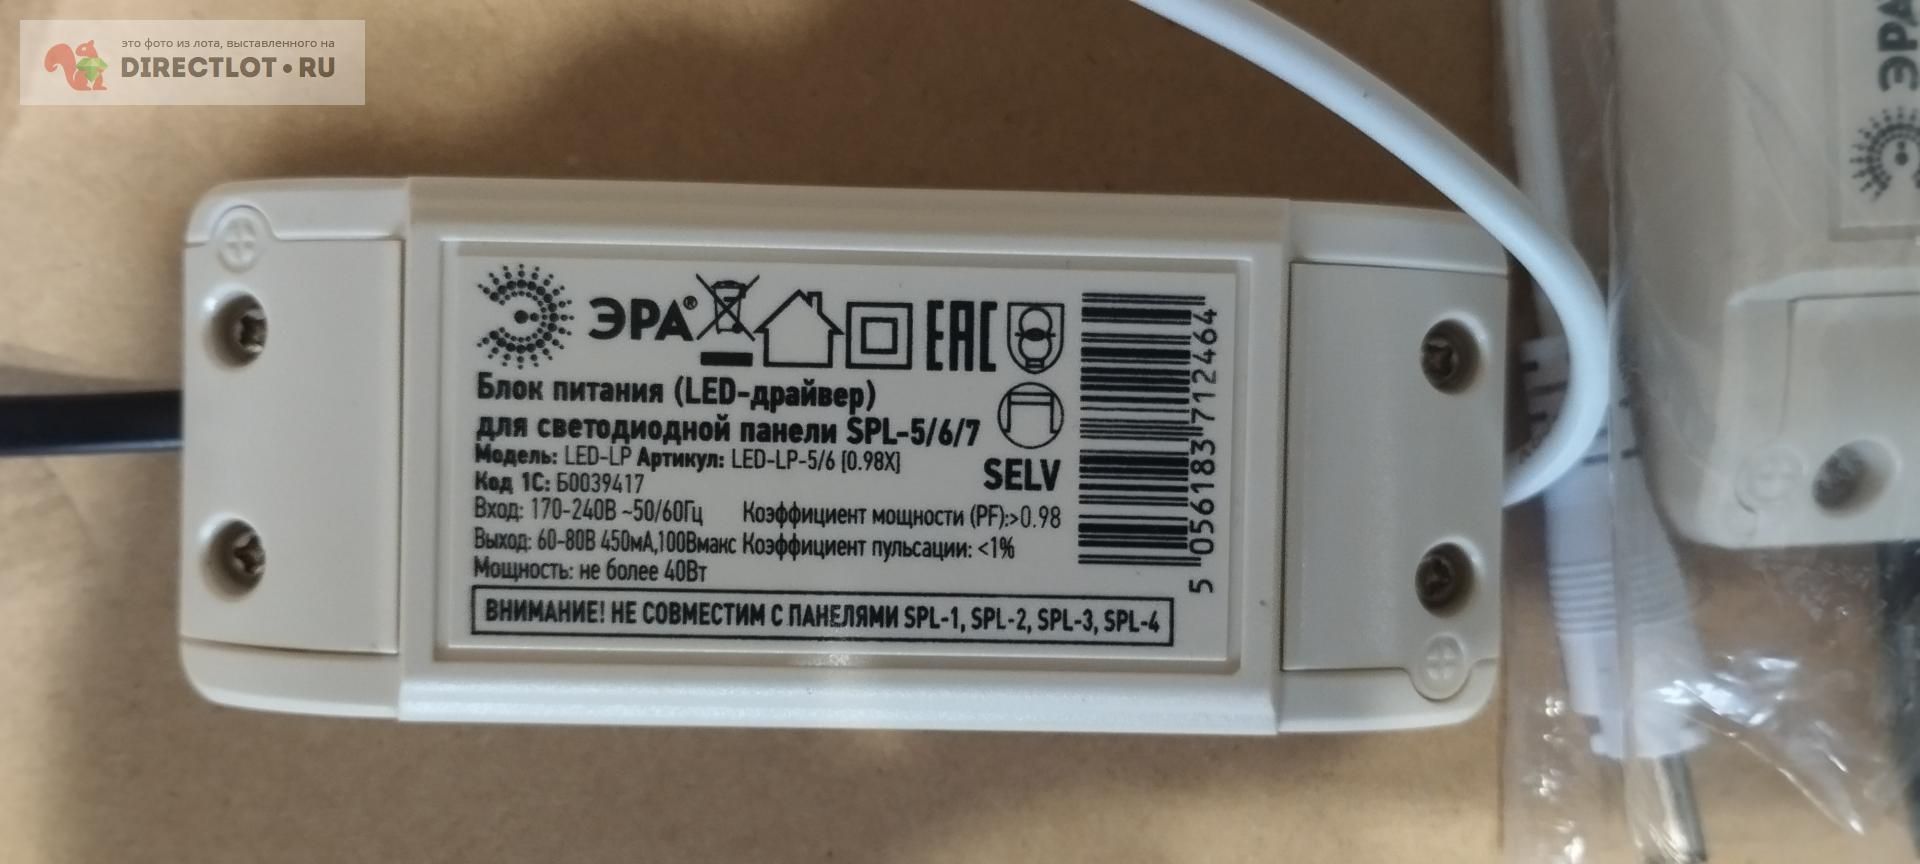 это фото из лота, выставленного на
DIRECTLOT•RU
ЭРА®
EAC
Блок питания (LED-драйвер)
для светодиодной панели SPL-5/6/7
Модель: LED-LP Артикул: LED-LP-5/6 [0.98X]
SELV
Код 1С: Б0039417
Вход: 170-240В ~50/60Гц Коэффициент мощности (PF):>0.98
Выход: 60-80В 450мА,100Вмакс Коэффициент пульсации: <1%
Мощность: не более 40Вт
ВНИМАНИЕ! НЕ СОВМЕСТИМ С ПАНЕЛЯМИ SPL-1, SPL-2, SPL-3, SPL-4
5 056183 712464
ЭРА